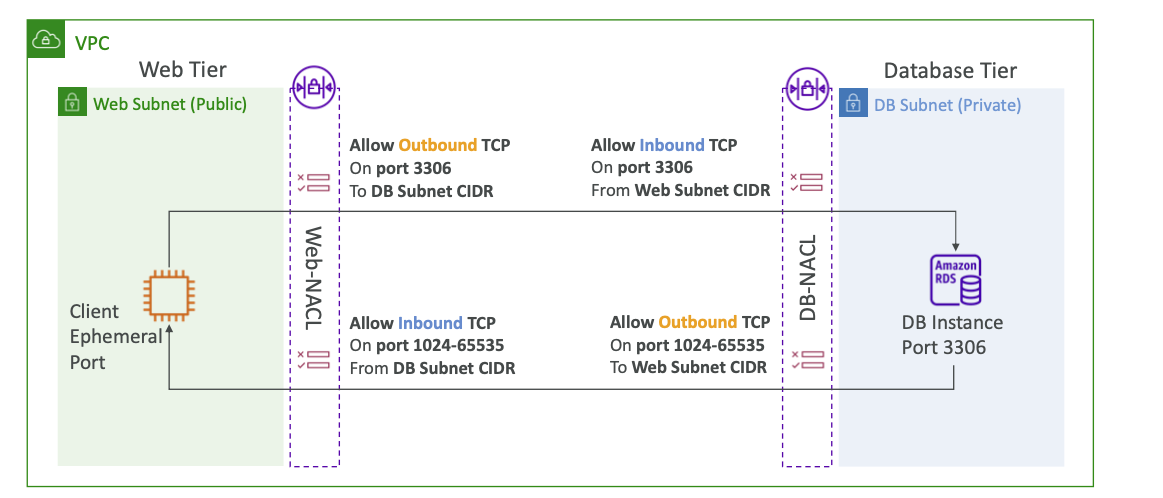 VPC
Web Tier
Database Tier
Web Subnet (Public)
DB Subnet (Private)
Allow Outbound TCP
On port 3306
To DB Subnet CIDR
Allow Inbound TCP
On port 3306
From Web Subnet CIDR
Web-NACL
DB-NACL
Client
Ephemeral
Port
Amazon
RDS
DB Instance
Port 3306
Allow Inbound TCP
On port 1024-65535
From DB Subnet CIDR
Allow Outbound TCP
On port 1024-65535
To Web Subnet CIDR